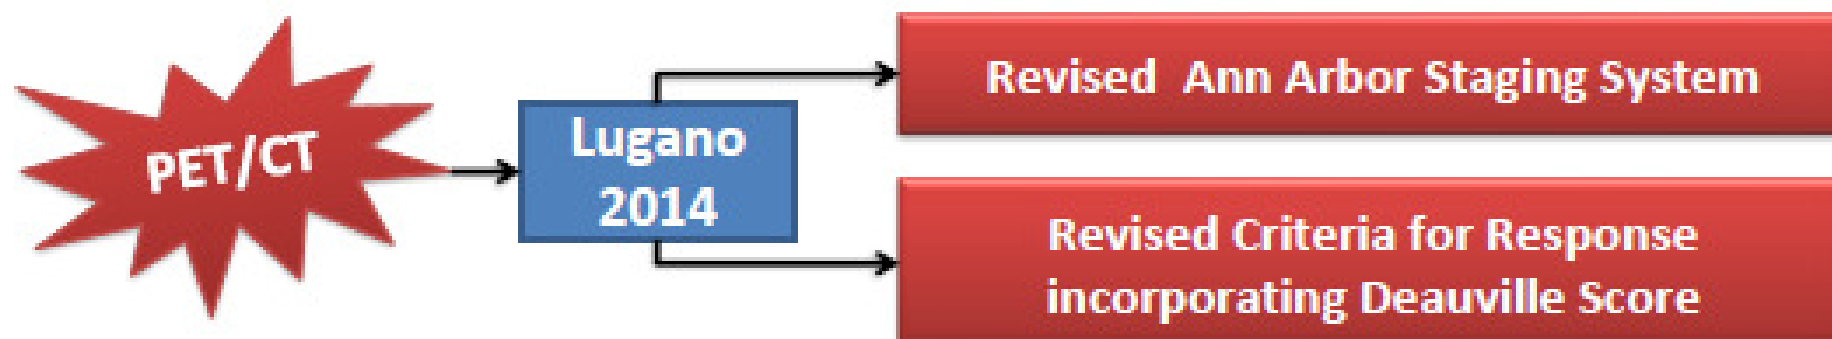 PET/CT
Lugano
2014
Revised Ann Arbor Staging System
Revised Criteria for Response
incorporating Deauville Score